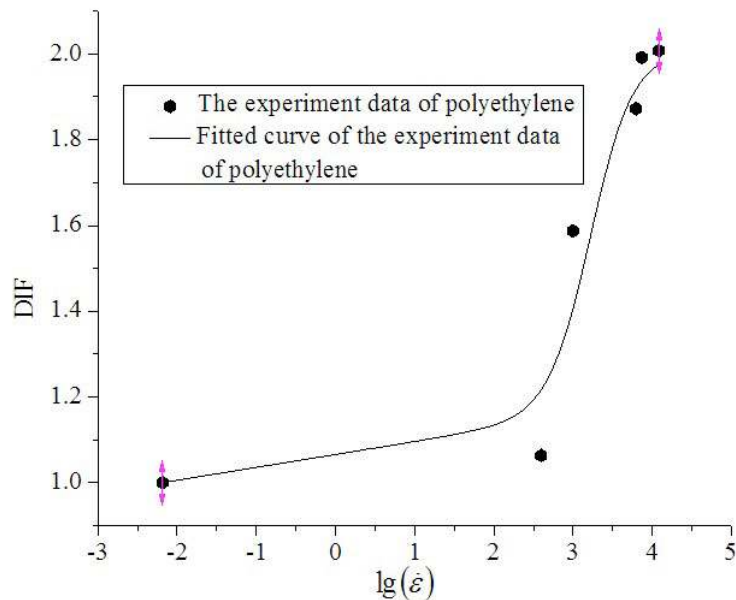 2.0
The experiment data of polyethylene
Fitted curve of the experiment data
of polyethylene
1.8
1.6
DIF
1.4
1.2
1.0
-3 -2 -1 0 1 2 3 4 5
lg(ε̇)